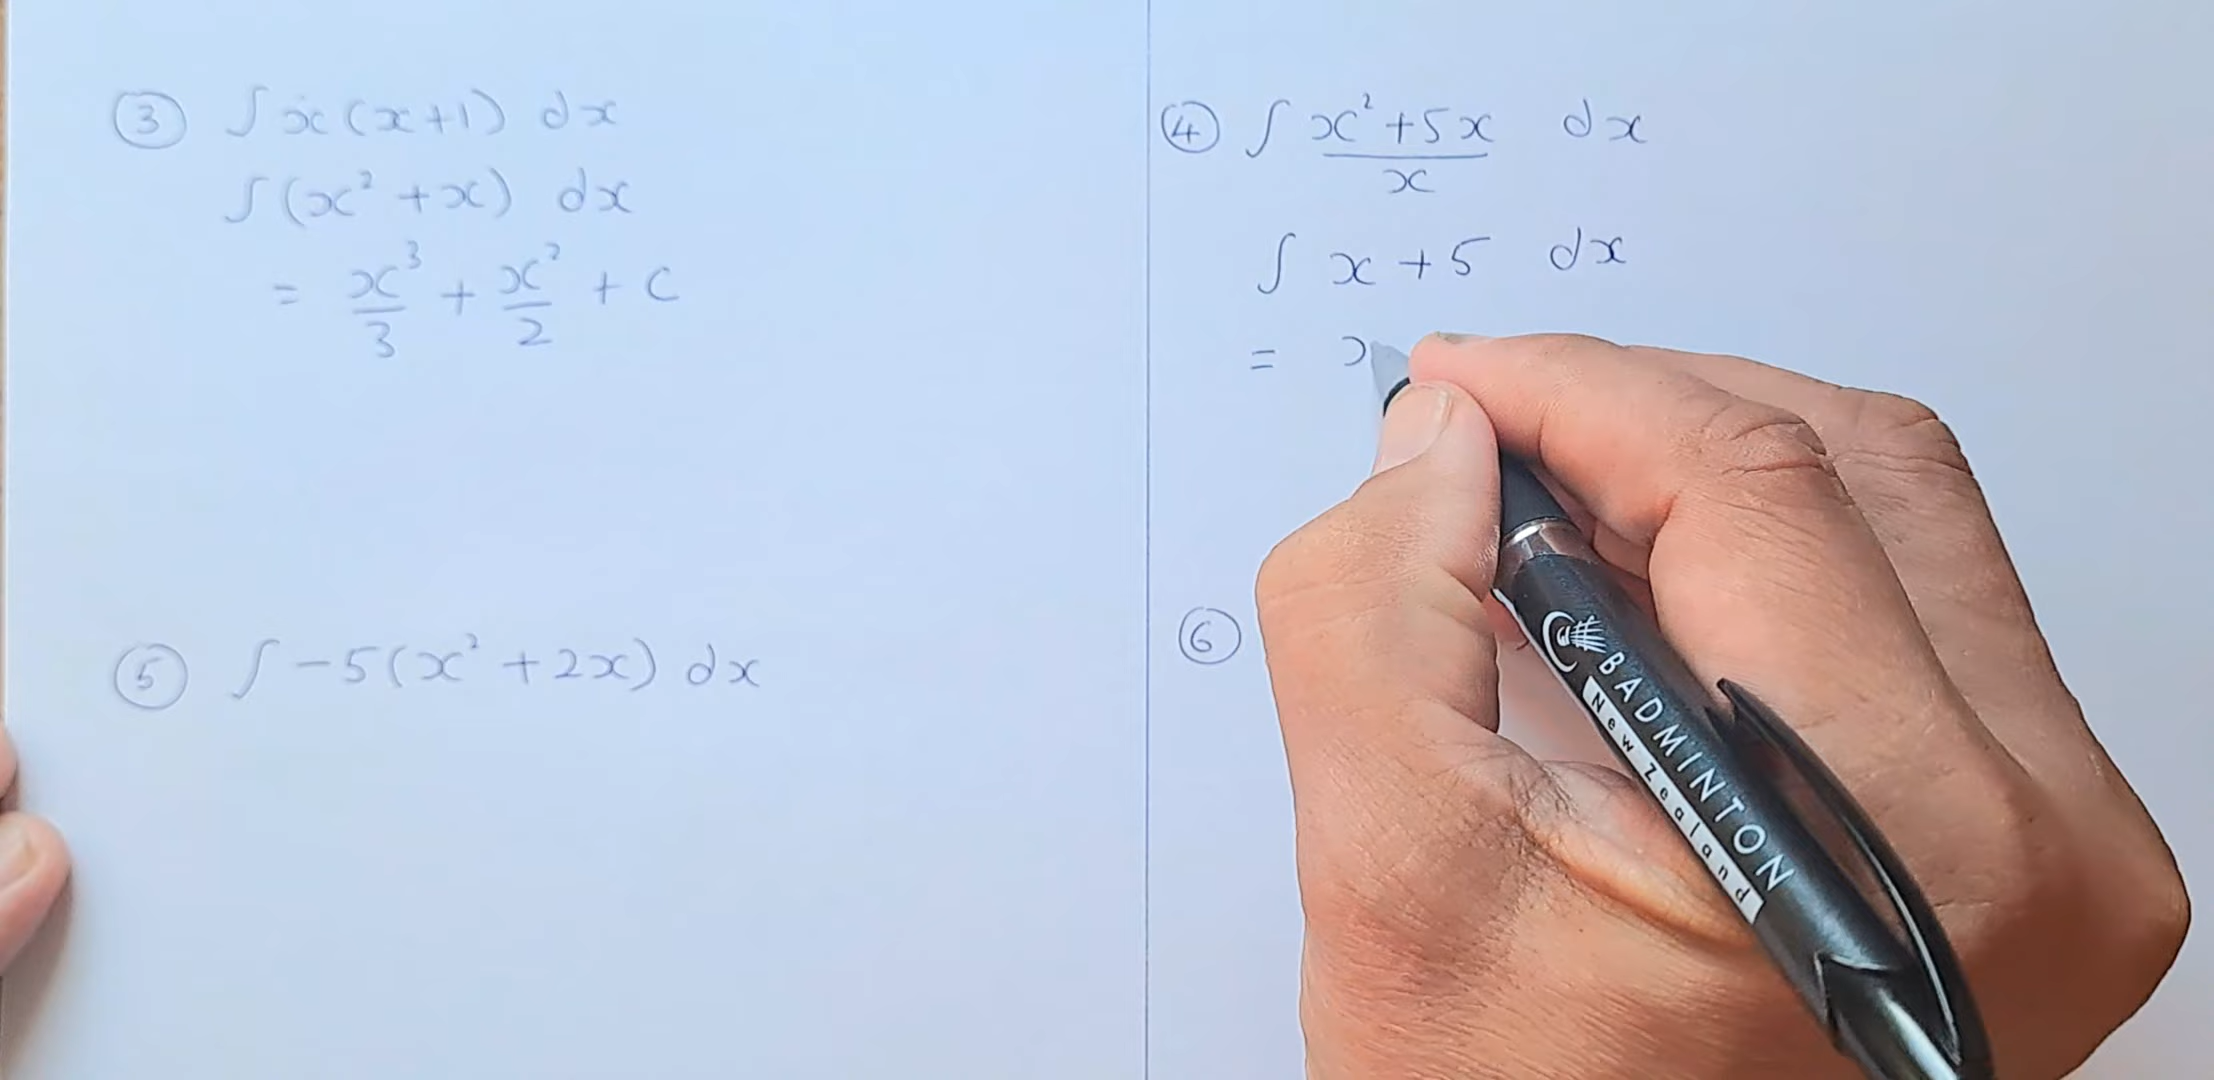 ③ ∫ x(x+1) dx
∫(x² + x) dx
= x³/3 + x²/2 + c
④ ∫ (x² + 5x)/x dx
∫ x + 5 dx
= x
⑤ ∫ -5(x² + 2x) dx
⑥
BADMINTON
New Zealand